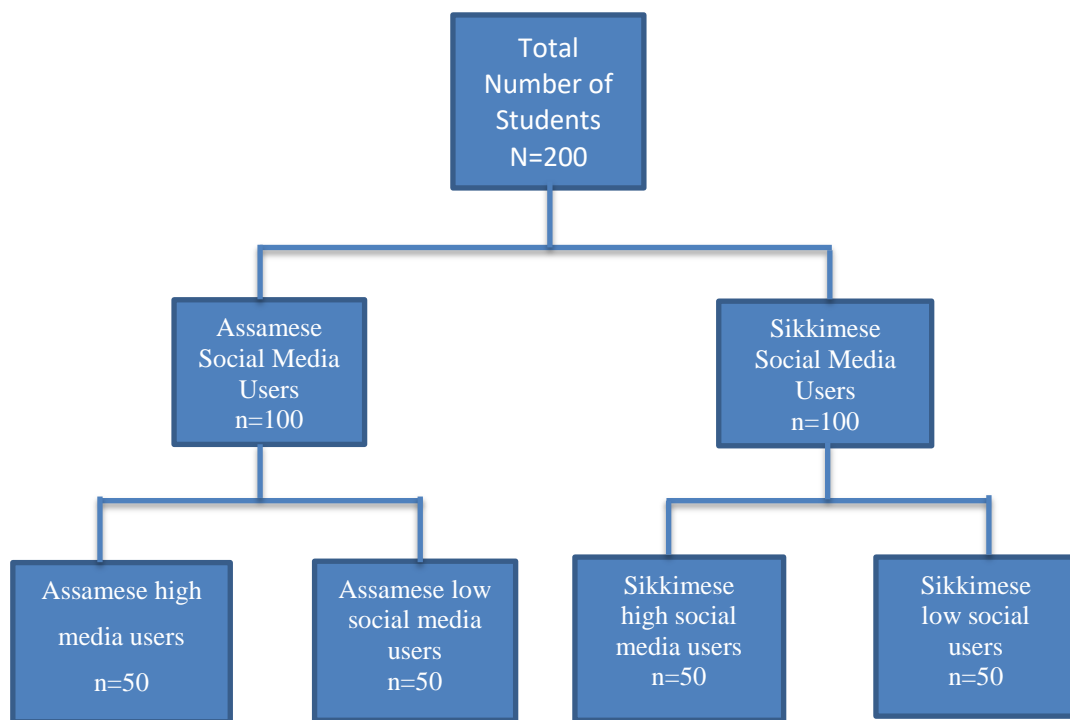 Total
Number of
Students
N=200
Assamese
Social Media
Users
n=100
Sikkimese
Social Media
Users
n=100
Assamese high
media users
n=50
Assamese low
social media
users
n=50
Sikkimese
high social
media users
n=50
Sikkimese
low social
users
n=50